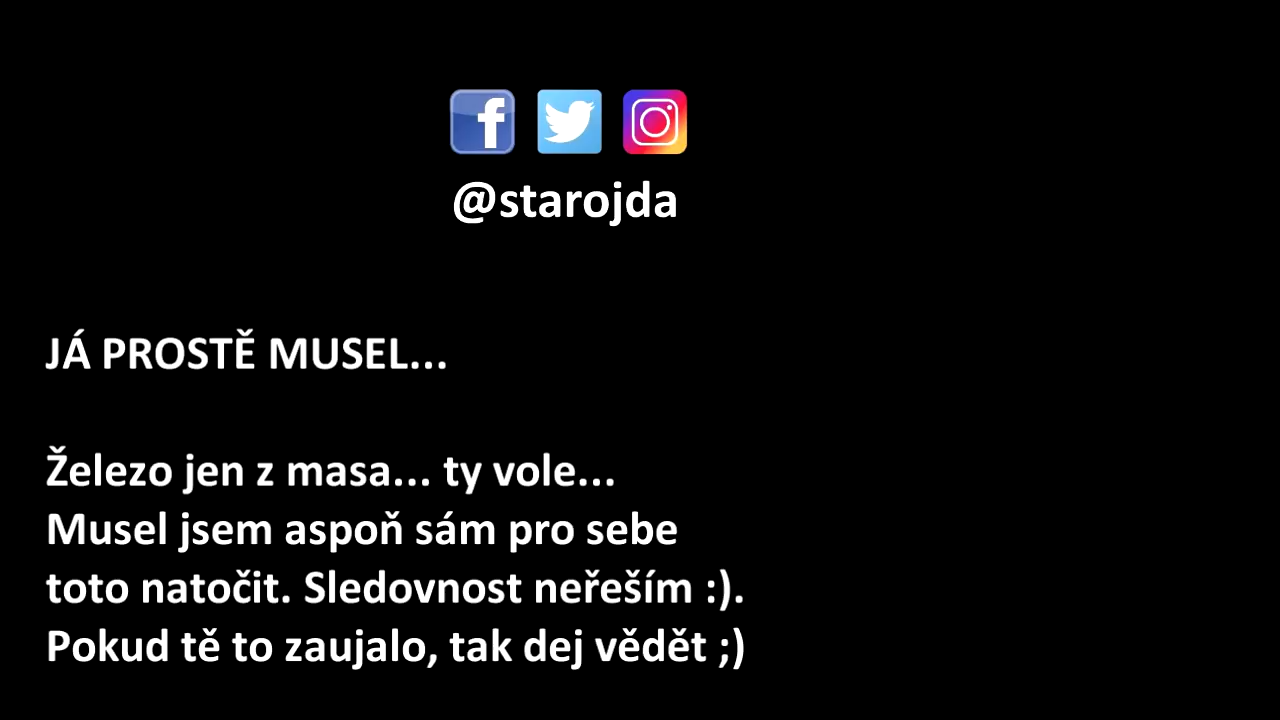 @starojda
JÁ PROSTĚ MUSEL...
Železo jen z masa... ty vole...
Musel jsem aspoň sám pro sebe
toto natočit. Sledovnost neřeším :).
Pokud tě to zaujalo, tak dej vědět ;)